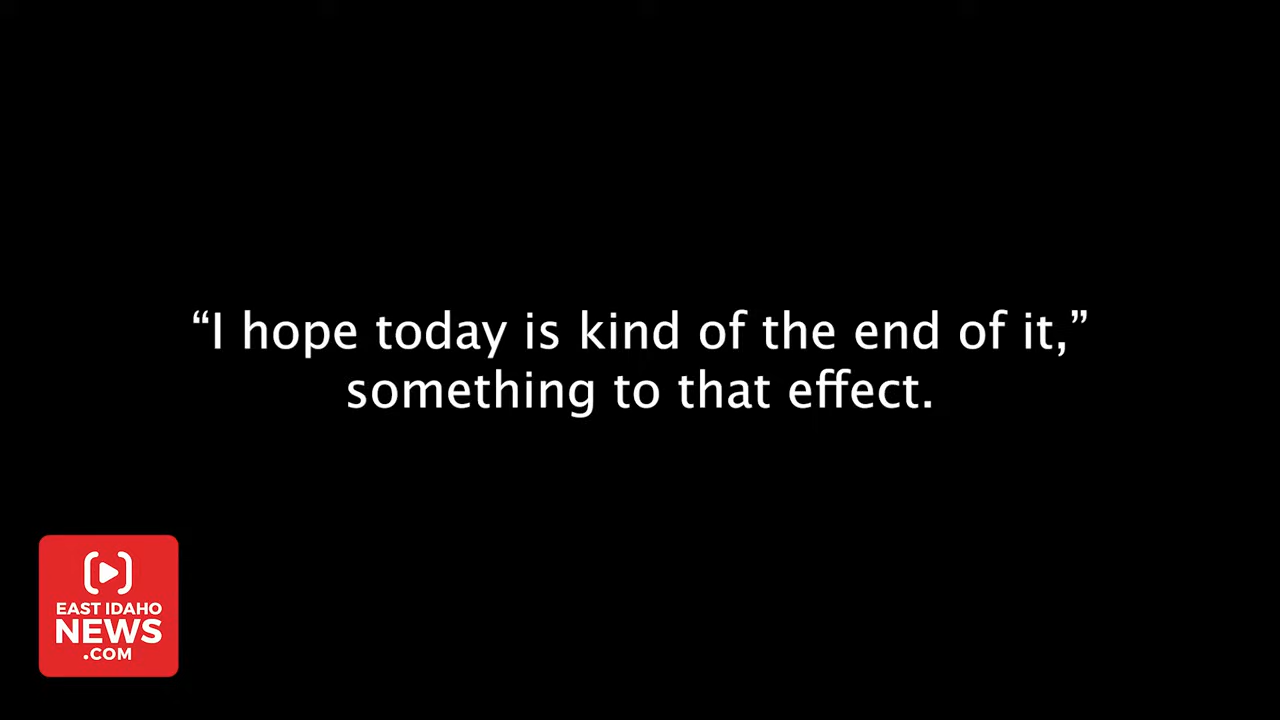 “I hope today is kind of the end of it,”
something to that effect.
EAST IDAHO
NEWS
.COM